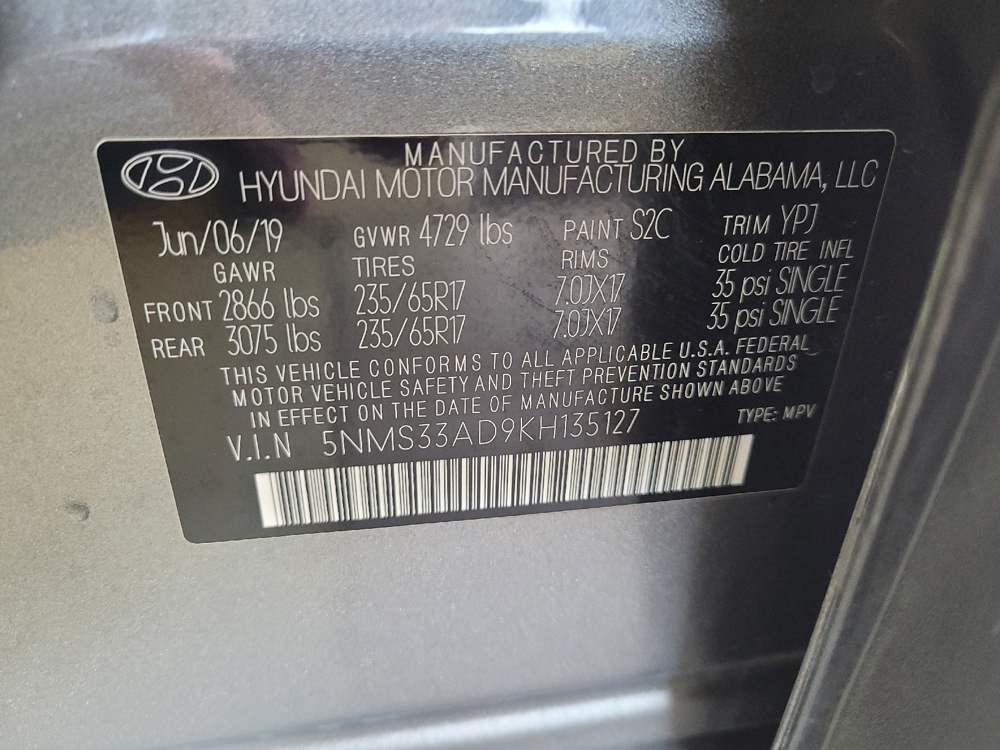 MANUFACTURED BY
HYUNDAI MOTOR MANUFACTURING ALABAMA, LLC
Jun/06/19 GVWR 4729 lbs PAINT S2C TRIM YPJ
GAWR TIRES RIMS COLD TIRE INFL
FRONT 2866 lbs 235/65R17 7.0JX17 35 psi SINGLE
REAR 3075 lbs 235/65R17 7.0JX17 35 psi SINGLE
THIS VEHICLE CONFORMS TO ALL APPLICABLE U.S.A. FEDERAL
MOTOR VEHICLE SAFETY AND THEFT PREVENTION STANDARDS
IN EFFECT ON THE DATE OF MANUFACTURE SHOWN ABOVE
V.I.N 5NMS33AD9KH135127 TYPE: MPV